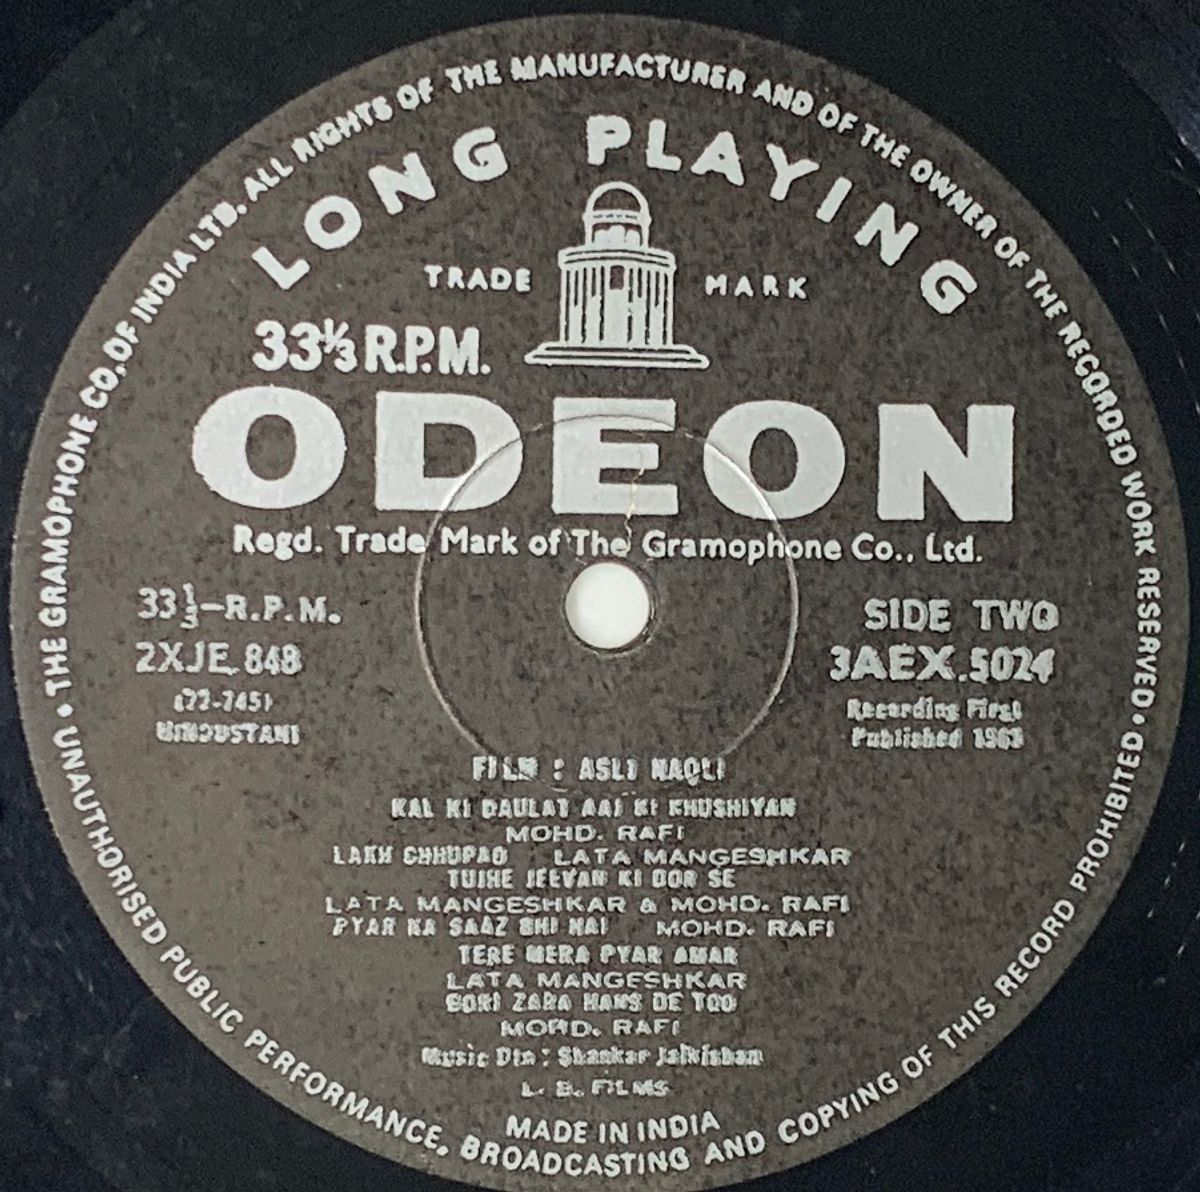 THE GRAMOPHONE CO. OF INDIA LTD. ALL RIGHTS OF THE MANUFACTURER AND OF THE OWNER OF THE RECORDED WORK RESERVED •
UNAUTHORISED PUBLIC PERFORMANCE, BROADCASTING AND COPYING OF THIS RECORD PROHIBITED •
LONG PLAYING
TRADE MARK
33⅓ R.P.M.
ODEON
Regd. Trade Mark of The Gramophone Co., Ltd.
33⅓-R.P.M.
2XJE. 848
(22-7451
HINDUSTANI
SIDE TWO
3AEX.5024
Recording First
Published 1963
FILM : ASLI NAQLI
KAL KI DAULAT AAJ KI KHUSHIYAN
MOHD. RAFI
LAKH CHHUPAO LATA MANGESHKAR
TUJHE JEEVAN KI DOR SE
LATA MANGESHKAR & MOHD. RAFI
PYAR KA SAAZ BHI HAI MOHD. RAFI
TERE MERA PYAR AMAR
LATA MANGESHKAR
GORI ZARA HANS DE TOO
MOHD. RAFI
Music Din : Shankar Jaikishan
L. B. FILMS
MADE IN INDIA